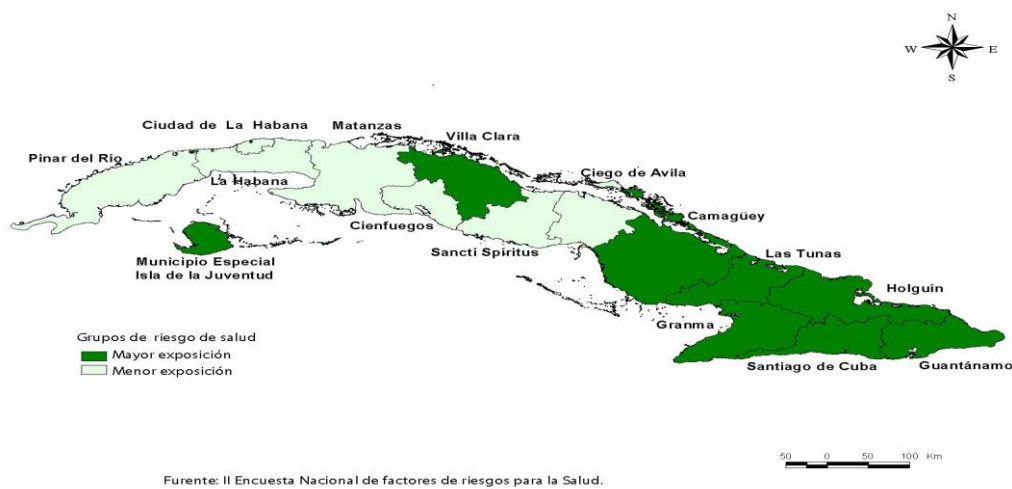 N
W E
S
Ciudad de La Habana
Matanzas
Villa Clara
Pinar del Río
La Habana
Ciego de Avila
Camagüey
Cienfuegos
Sancti Spiritus
Las Tunas
Municipio Especial
Isla de la Juventud
Holguín
Granma
Santiago de Cuba
Guantánamo
Grupos de riesgo de salud
Mayor exposición
Menor exposición
50 0 50 100 Km
Furente: II Encuesta Nacional de factores de riesgos para la Salud.